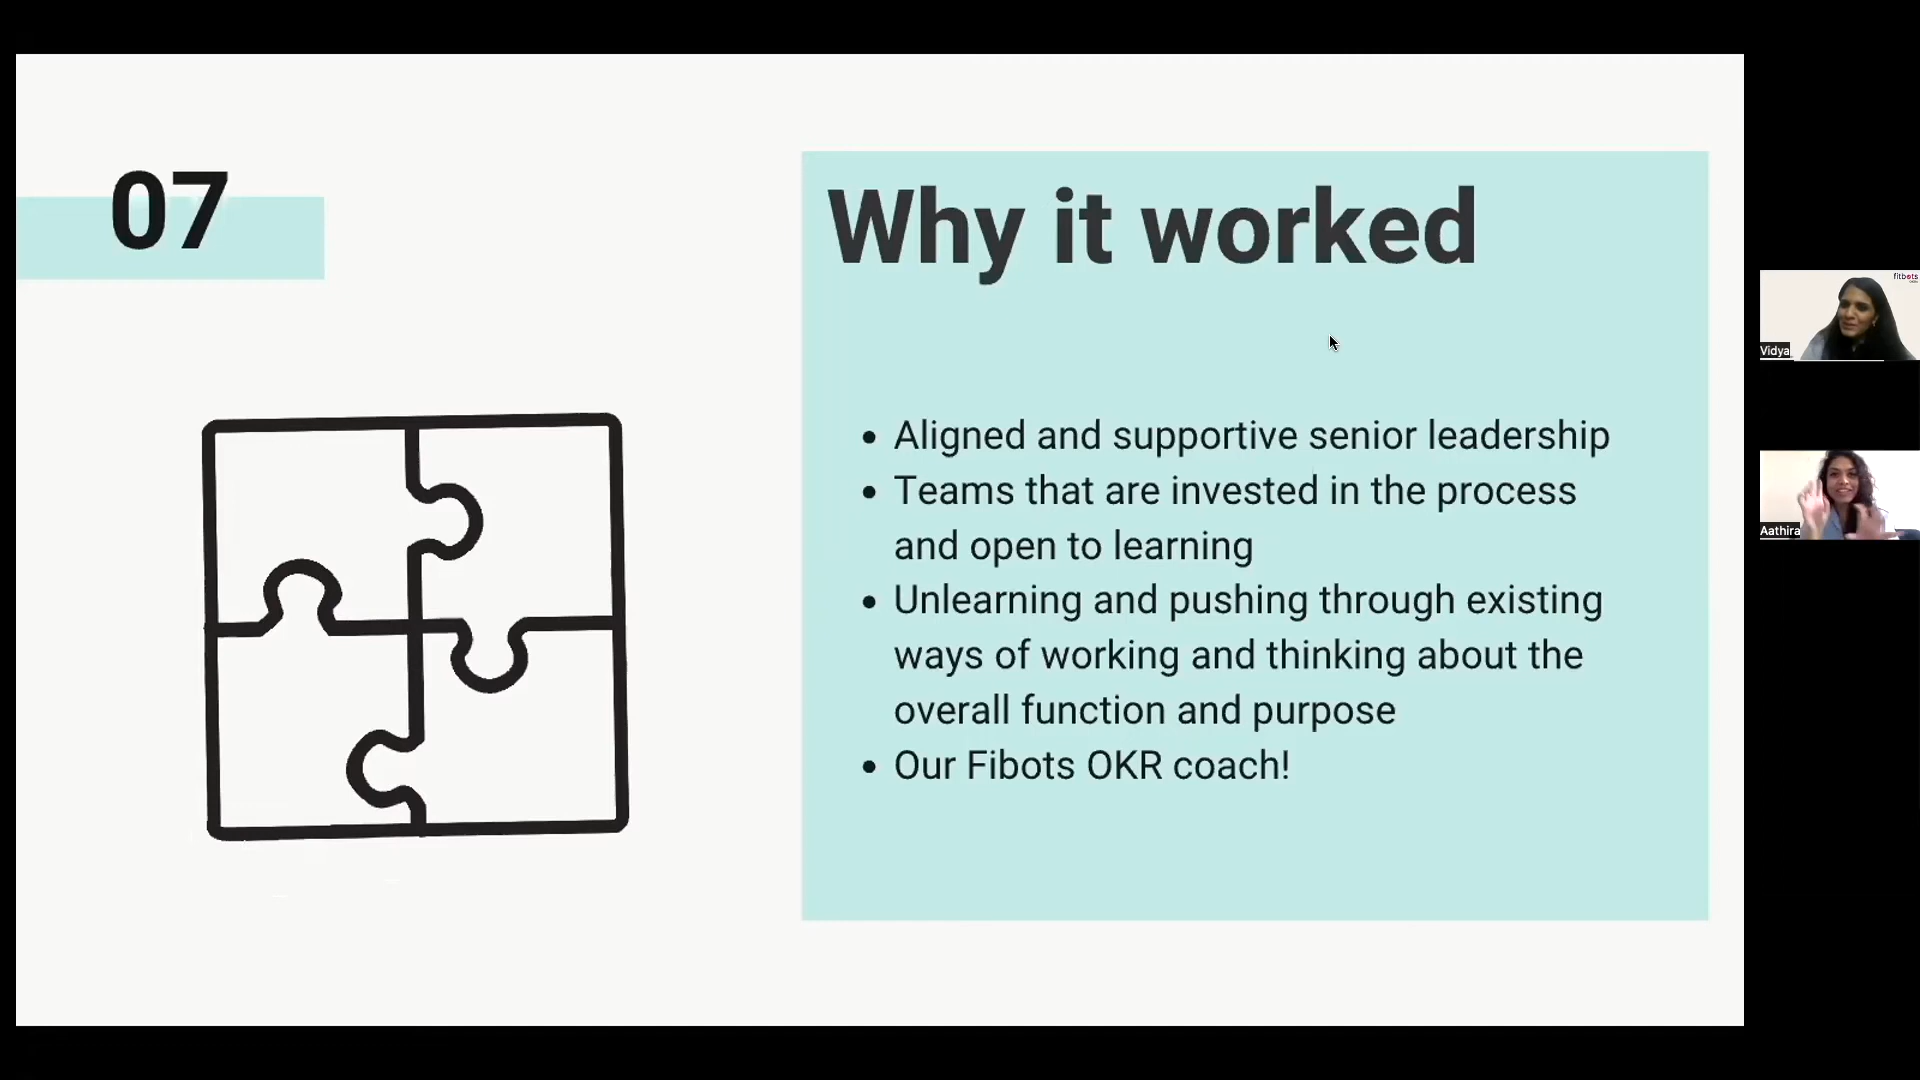 07
Why it worked
• Aligned and supportive senior leadership
• Teams that are invested in the process
and open to learning
• Unlearning and pushing through existing
ways of working and thinking about the
overall function and purpose
• Our Fibots OKR coach!
fitbots
Vidya
Aathira